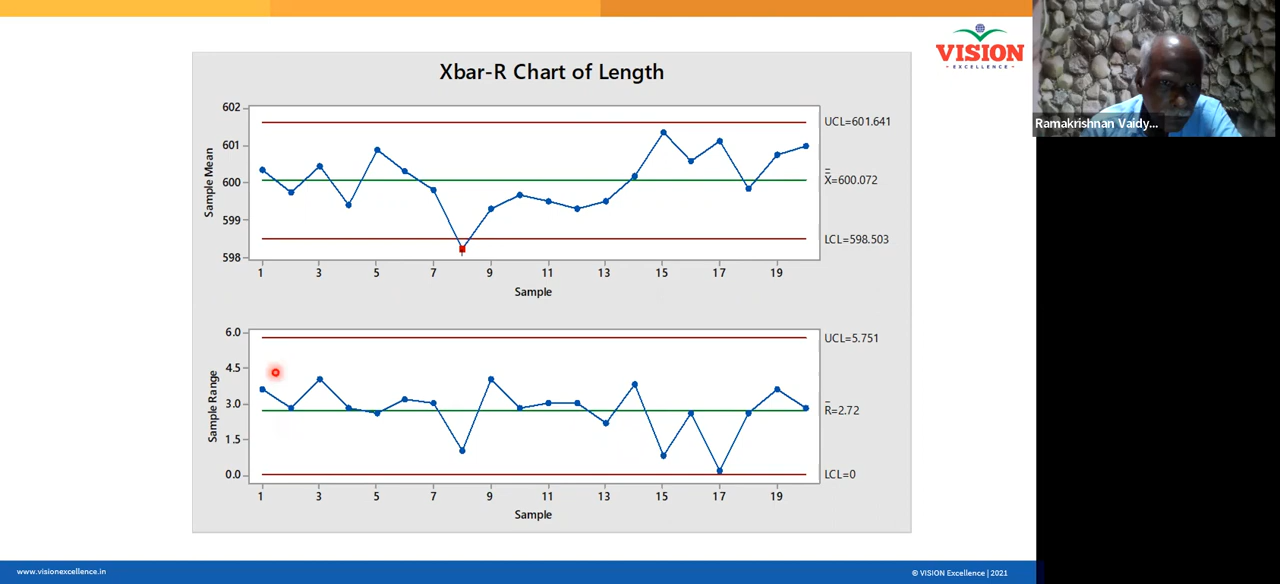 VISION
- EXCELLENCE -
Ramakrishnan Vaidy...
Xbar-R Chart of Length
602
601
600
599
598
Sample Mean
UCL=601.641
X̿=600.072
LCL=598.503
1
1 3 5 7 9 11 13 15 17 19
Sample
6.0
4.5
3.0
1.5
0.0
Sample Range
UCL=5.751
R̅=2.72
LCL=0
1 3 5 7 9 11 13 15 17 19
Sample
www.visionexcellence.in
© VISION Excellence | 2021